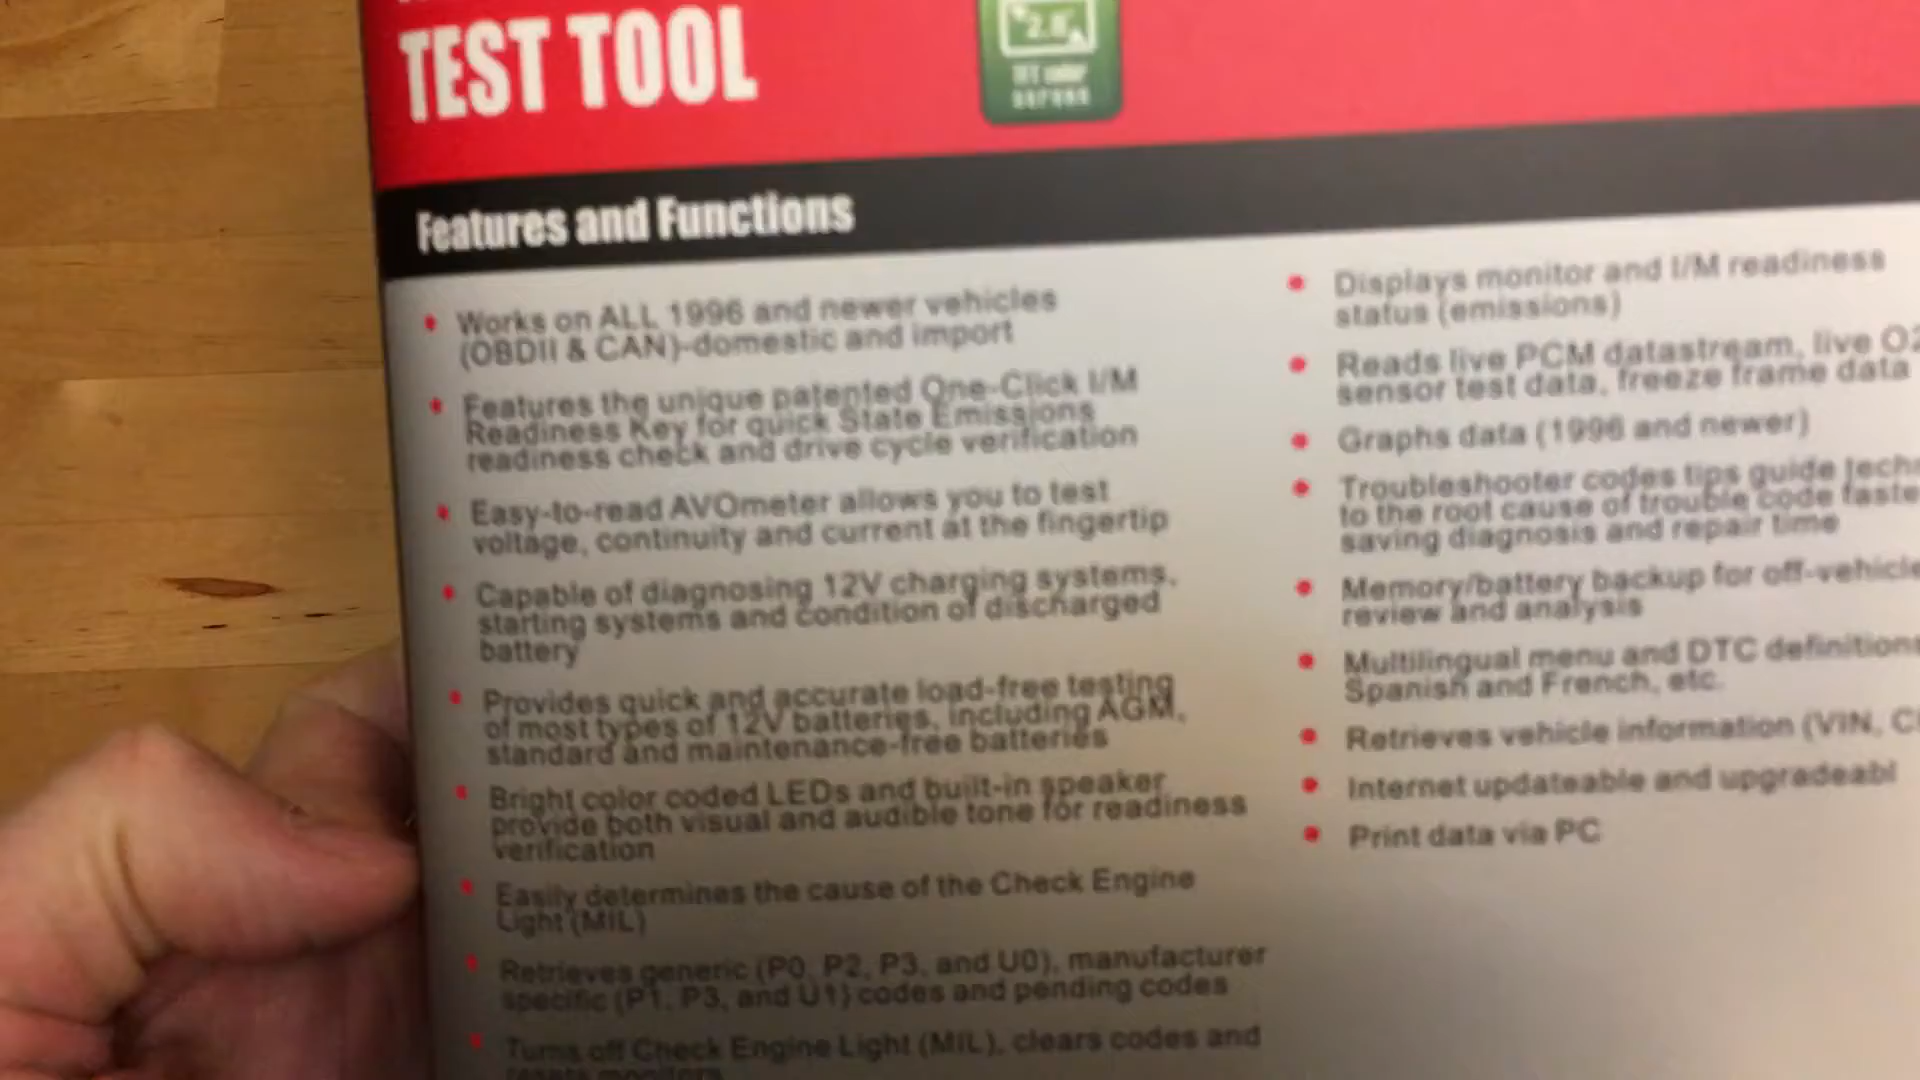 TEST TOOL
2.8"
TFT color
screen
Features and Functions
Works on ALL 1996 and newer vehicles
(OBDII & CAN)-domestic and import
Features the unique patented One-Click I/M
Readiness Key for quick State Emissions
readiness check and drive cycle verification
Easy-to-read AVOmeter allows you to test
voltage, continuity and current at the fingertip
Capable of diagnosing 12V charging systems,
starting systems and condition of discharged
battery
Provides quick and accurate load-free testing
of most types of 12V batteries, including AGM,
standard and maintenance-free batteries
Bright color coded LEDs and built-in speaker
provide both visual and audible tone for readiness
verification
Easily determines the cause of the Check Engine
Light (MIL)
Retrieves generic (P0, P2, P3, and U0), manufacturer
specific (P1, P3, and U1) codes and pending codes
Turns off Check Engine Light (MIL), clears codes and
resets monitors
Displays monitor and I/M readiness
status (emissions)
Reads live PCM datastream, live O2
sensor test data, freeze frame data
Graphs data (1996 and newer)
Troubleshooter codes tips guide
to the root cause of trouble code
saving diagnosis and repair time
Memory/battery backup for off-vehicle
review and analysis
Multilingual menu and DTC definitions
Spanish and French, etc.
Retrieves vehicle information (VIN,
Internet updateable and upgradeabl
Print data via PC